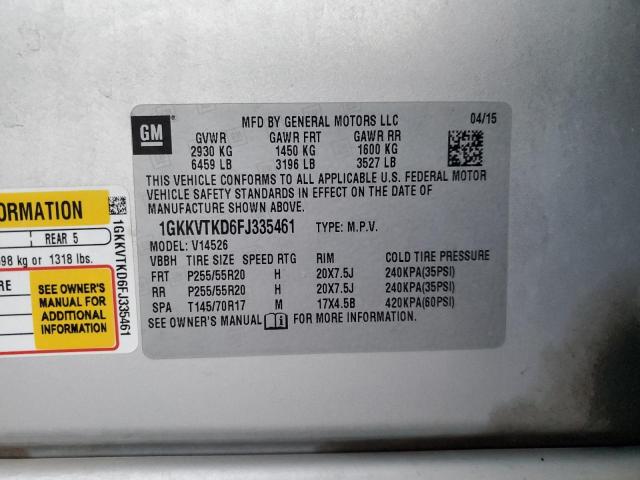 MFD BY GENERAL MOTORS LLC 04/15
GM
GVWR GAWR FRT GAWR RR
2930 KG 1450 KG 1600 KG
6459 LB 3196 LB 3527 LB
THIS VEHICLE CONFORMS TO ALL APPLICABLE U.S. FEDERAL MOTOR
VEHICLE SAFETY STANDARDS IN EFFECT ON THE DATE OF
MANUFACTURE SHOWN ABOVE.
1GKKVTKD6FJ335461 TYPE: M.P.V.
MODEL: V14526
VBBH TIRE SIZE SPEED RTG RIM COLD TIRE PRESSURE
FRT P255/55R20 H 20X7.5J 240KPA(35PSI)
RR P255/55R20 H 20X7.5J 240KPA(35PSI)
SPA T145/70R17 M 17X4.5B 420KPA(60PSI)
SEE OWNER'S MANUAL FOR MORE INFORMATION.
ORMATION
REAR 5
98 kg or 1318 lbs.
RE
SEE OWNER'S
MANUAL FOR
ADDITIONAL
INFORMATION
1GKKVTKD6FJ335461